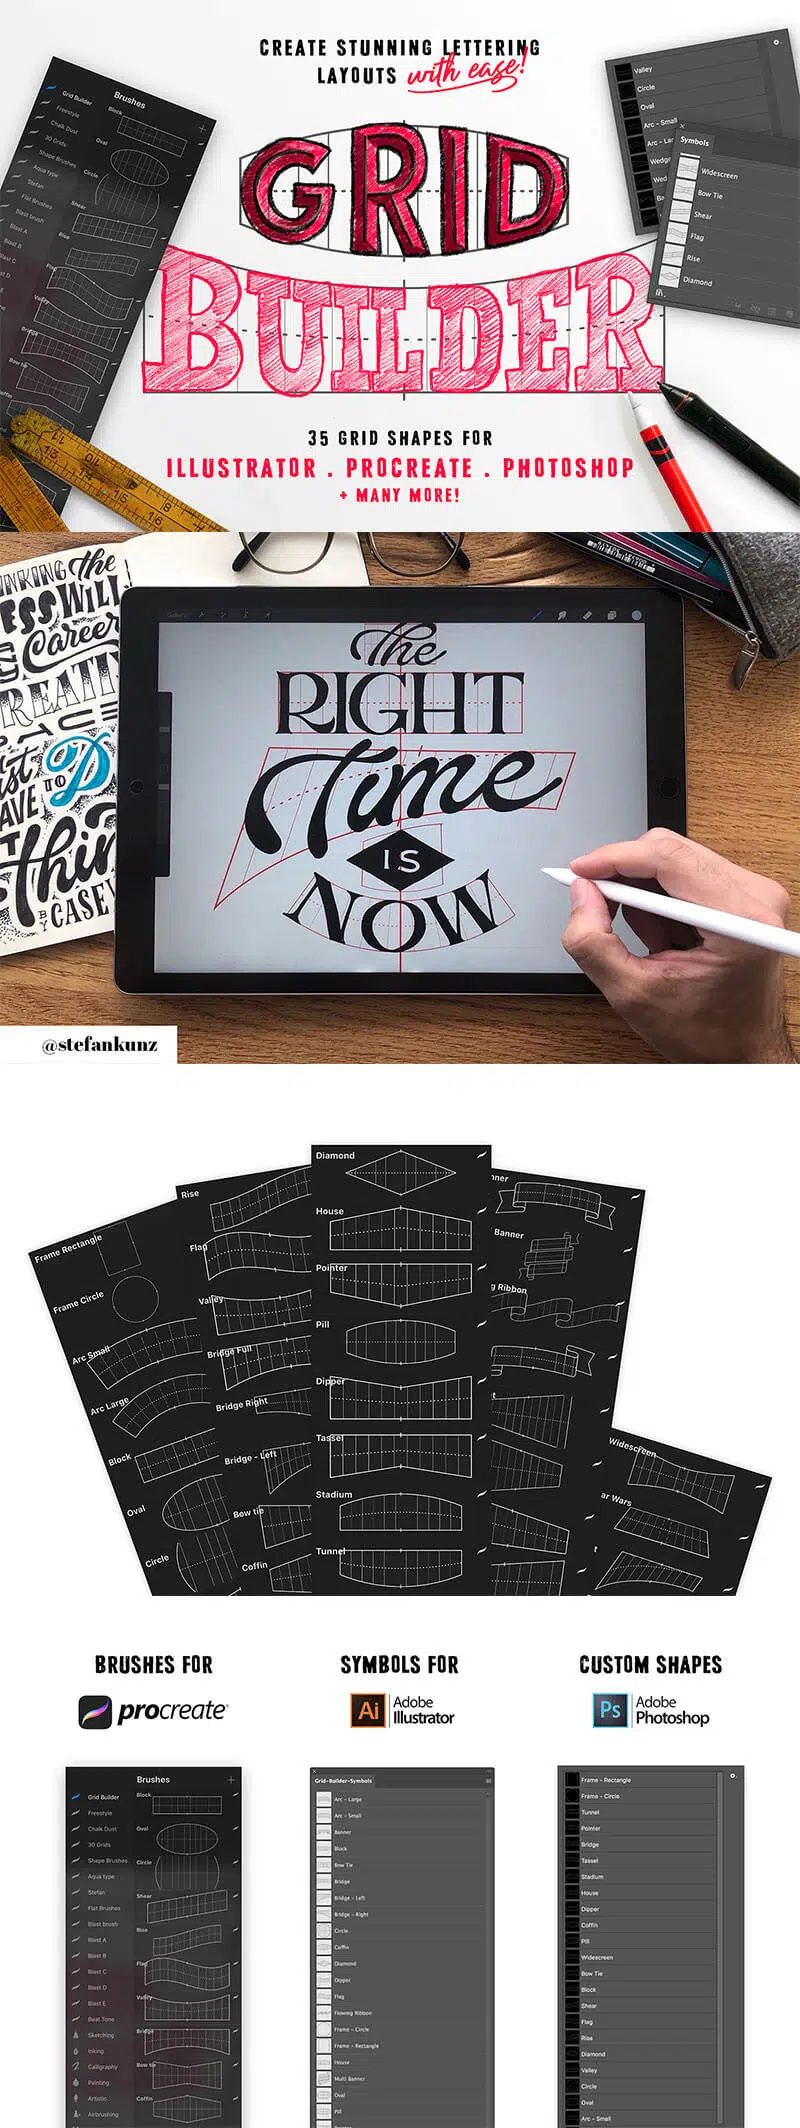 CREATE STUNNING LETTERING
LAYOUTS with ease!
GRID
BUILDER
35 GRID SHAPES FOR
ILLUSTRATOR . PROCREATE . PHOTOSHOP
+ MANY MORE!
Brushes
Grid Builder
Freestyle
Chalk Dust
3D Grids
Shape Brushes
Aqua type
Stefan
Flat Brushes
Blast brush
Blast A
Block
Oval
Circle
Shear
Rise
Flag
Valley
Bridge
Bow tie
Coffin
Valley
Circle
Oval
Arc - Small
Symbols
Widescreen
Bow Tie
Shear
Flag
Rise
Diamond
The
RIGHT
Time
IS
NOW
the
Career
TO
BY CASEY
@stefankunz
Frame Rectangle
Frame Circle
Arc Small
Arc Large
Block
Oval
Circle
Rise
Flag
Valley
Bridge Full
Bridge Right
Bridge - Left
Bow tie
Coffin
Diamond
House
Pointer
Pill
Dipper
Tassel
Stadium
Tunnel
Banner
Widescreen
BRUSHES FOR
procreate®
SYMBOLS FOR
Ai Adobe
Illustrator
CUSTOM SHAPES
Ps Adobe
Photoshop
Brushes
Grid Builder
Freestyle
Chalk Dust
3D Grids
Shape Brushes
Aqua type
Stefan
Flat Brushes
Blast brush
Blast A
Blast B
Blast C
Blast D
Blast E
Beat Tone
Sketching
Inking
Calligraphy
Painting
Artistic
Airbrushing
Block
Oval
Circle
Shear
Rise
Flag
Valley
Bridge
Bow tie
Coffin
Grid-Builder-Symbols
Arc - Large
Arc - Small
Banner
Block
Bow Tie
Bridge
Bridge - Left
Bridge - Right
Circle
Coffin
Diamond
Dipper
Flag
Flowing Ribbon
Frame - Circle
Frame - Rectangle
House
Multi Banner
Oval
Pill
Frame - Rectangle
Frame - Circle
Tunnel
Pointer
Bridge
Tassel
Stadium
House
Dipper
Coffin
Pill
Widescreen
Bow Tie
Block
Shear
Flag
Rise
Diamond
Valley
Circle
Oval
Arc - Small